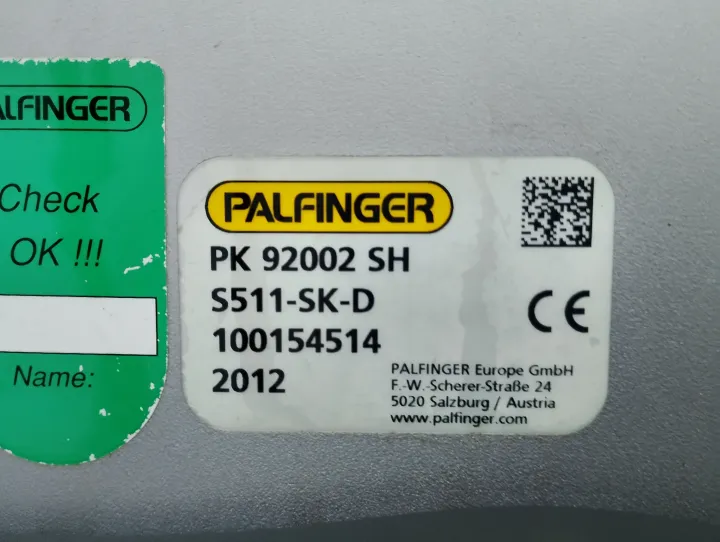 PALFINGER
Check
OK !!!
Name:
PALFINGER
PK 92002 SH
S511-SK-D
100154514
2012
CE
PALFINGER Europe GmbH
F.-W.-Scherer-Straße 24
5020 Salzburg / Austria
www.palfinger.com